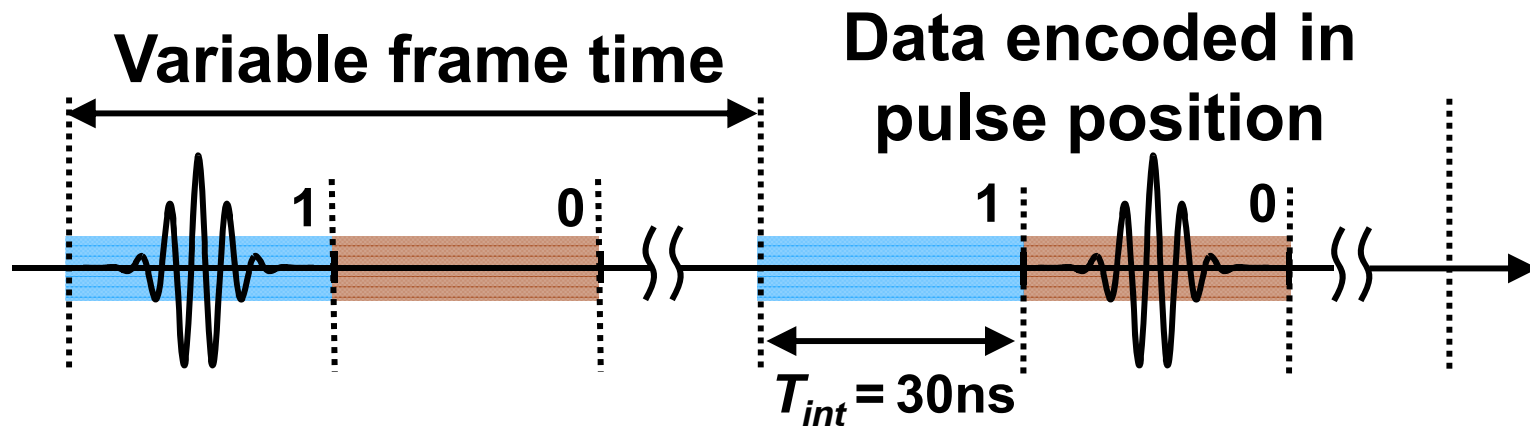 Variable frame time
Data encoded in
pulse position
1
0
1
0
T_int = 30ns